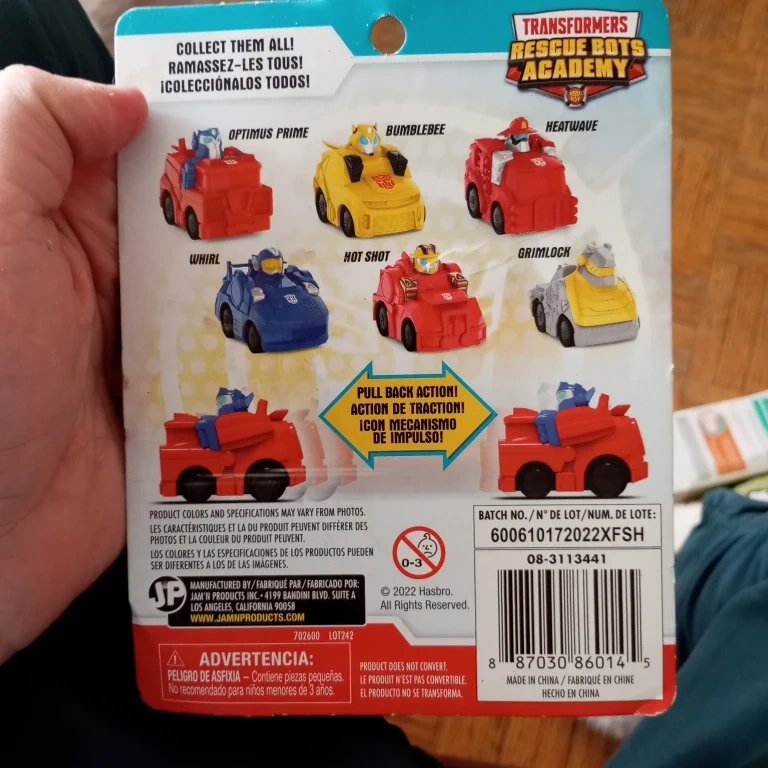 COLLECT THEM ALL!
RAMASSEZ-LES TOUS!
¡COLECCIÓNALOS TODOS!
TRANSFORMERS
RESCUE BOTS
ACADEMY
OPTIMUS PRIME
BUMBLEBEE
HEATWAVE
WHIRL
HOT SHOT
GRIMLOCK
PULL BACK ACTION!
ACTION DE TRACTION!
¡CON MECANISMO
DE IMPULSO!
PRODUCT COLORS AND SPECIFICATIONS MAY VARY FROM PHOTOS.
LES CARACTÉRISTIQUES ET LA DU PRODUIT PEUVENT DIFFÉRER DES
PHOTOS ET LA COULEUR DU PRODUIT PEUVENT.
LOS COLORES Y LAS ESPECIFICACIONES DE LOS PRODUCTOS PUEDEN
SER DIFERENTES A LOS DE LAS IMÁGENES.
0-3
BATCH NO./N° DE LOT/NUM. DE LOTE:
600610172022XFSH
08-3113441
8 87030 86014 5
MADE IN CHINA / FABRIQUÉ EN CHINE
HECHO EN CHINA
JP
MANUFACTURED BY/FABRIQUÉ PAR/FABRICADO POR:
JAM'N PRODUCTS INC. • 4199 BANDINI BLVD. SUITE A
LOS ANGELES, CALIFORNIA 90058
WWW.JAMNPRODUCTS.COM
© 2022 Hasbro.
All Rights Reserved.
702600 LOT242
ADVERTENCIA:
PELIGRO DE ASFIXIA – Contiene piezas pequeñas.
No recomendado para niños menores de 3 años.
PRODUCT DOES NOT CONVERT.
LE PRODUIT N'EST PAS CONVERTIBLE.
EL PRODUCTO NO SE TRANSFORMA.